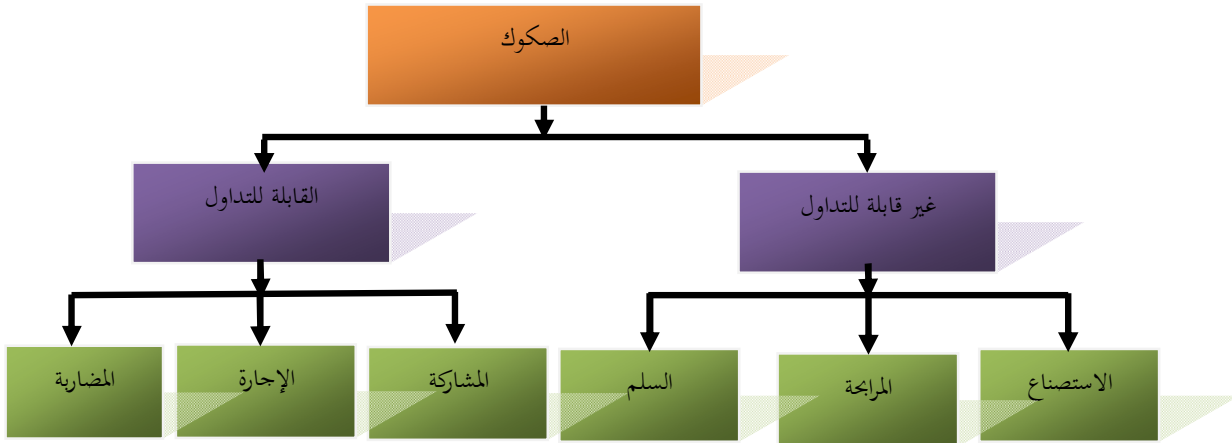 الصكوك
غير قابلة للتداول
القابلة للتداول
الاستصناع
المرابحة
السلم
المشاركة
الإجارة
المضاربة